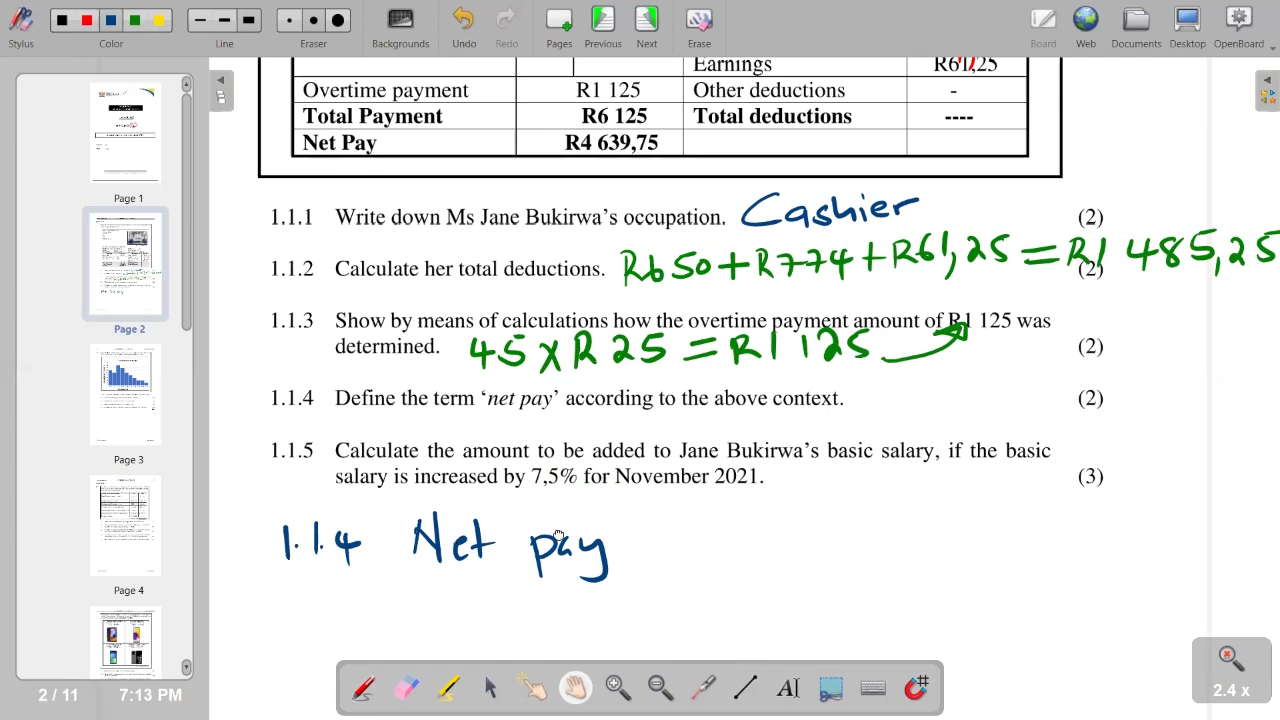 Stylus Color Line Eraser Backgrounds Undo Redo Pages Previous Next Erase Board Web Documents Desktop OpenBoard
Earnings R61,25
Overtime payment R1 125 Other deductions -
Total Payment R6 125 Total deductions ----
Net Pay R4 639,75
1.1.1 Write down Ms Jane Bukirwa's occupation. Cashier (2)
1.1.2 Calculate her total deductions. R650+R774+R61,25=R1 485,25 (2)
1.1.3 Show by means of calculations how the overtime payment amount of R1 125 was
determined. 45 x R 25 = R1 125 (2)
1.1.4 Define the term 'net pay' according to the above context. (2)
1.1.5 Calculate the amount to be added to Jane Bukirwa's basic salary, if the basic
salary is increased by 7,5% for November 2021. (3)
1.1.4 Net pay
Page 1
Page 2
Page 3
Page 4
2 / 11 7:13 PM
AI
2.4 x